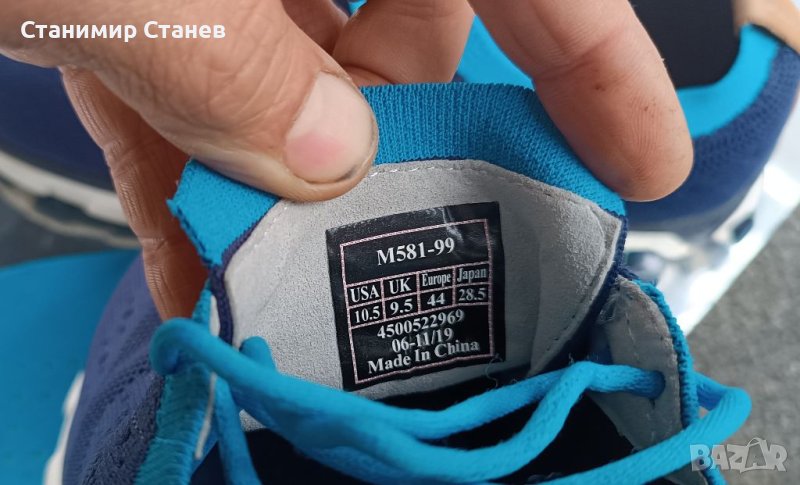 Станимир Станев
M581-99
USA UK Europe Japan
10.5 9.5 44 28.5
4500522969
06-11/19
Made In China
BAZAR